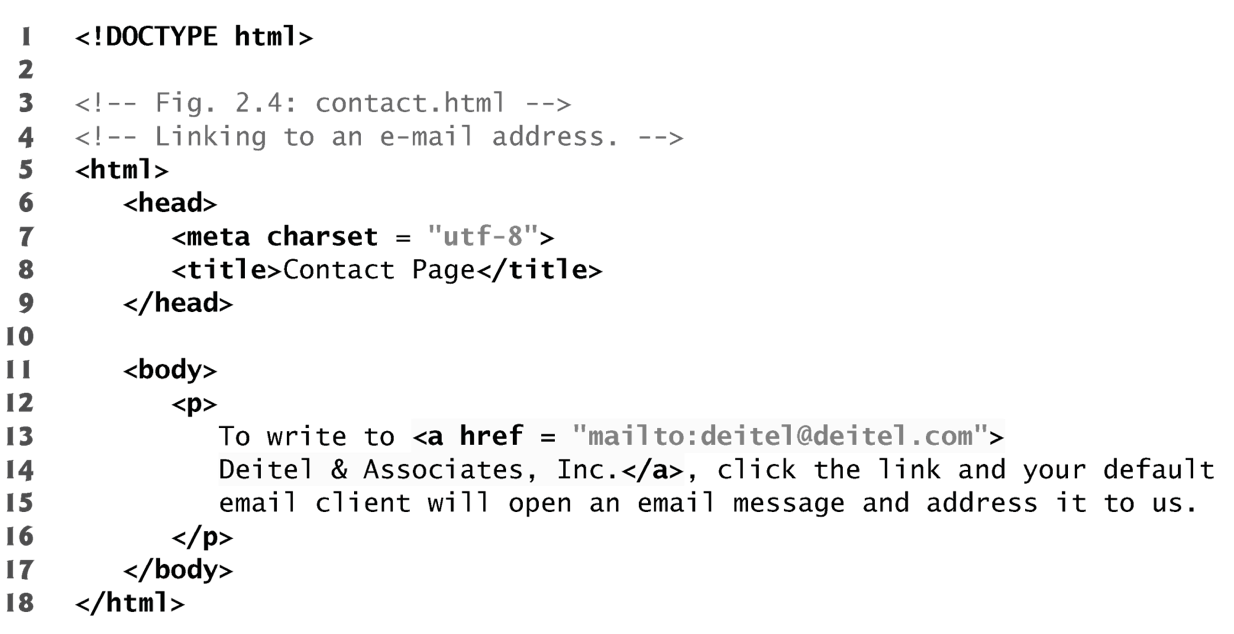 1 <!DOCTYPE html>
2
3 <!-- Fig. 2.4: contact.html -->
4 <!-- Linking to an e-mail address. -->
5 <html>
6 <head>
7 <meta charset = "utf-8">
8 <title>Contact Page</title>
9 </head>
10
11 <body>
12 <p>
13 To write to <a href = "mailto:deitel@deitel.com">
14 Deitel & Associates, Inc.</a>, click the link and your default
15 email client will open an email message and address it to us.
16 </p>
17 </body>
18 </html>